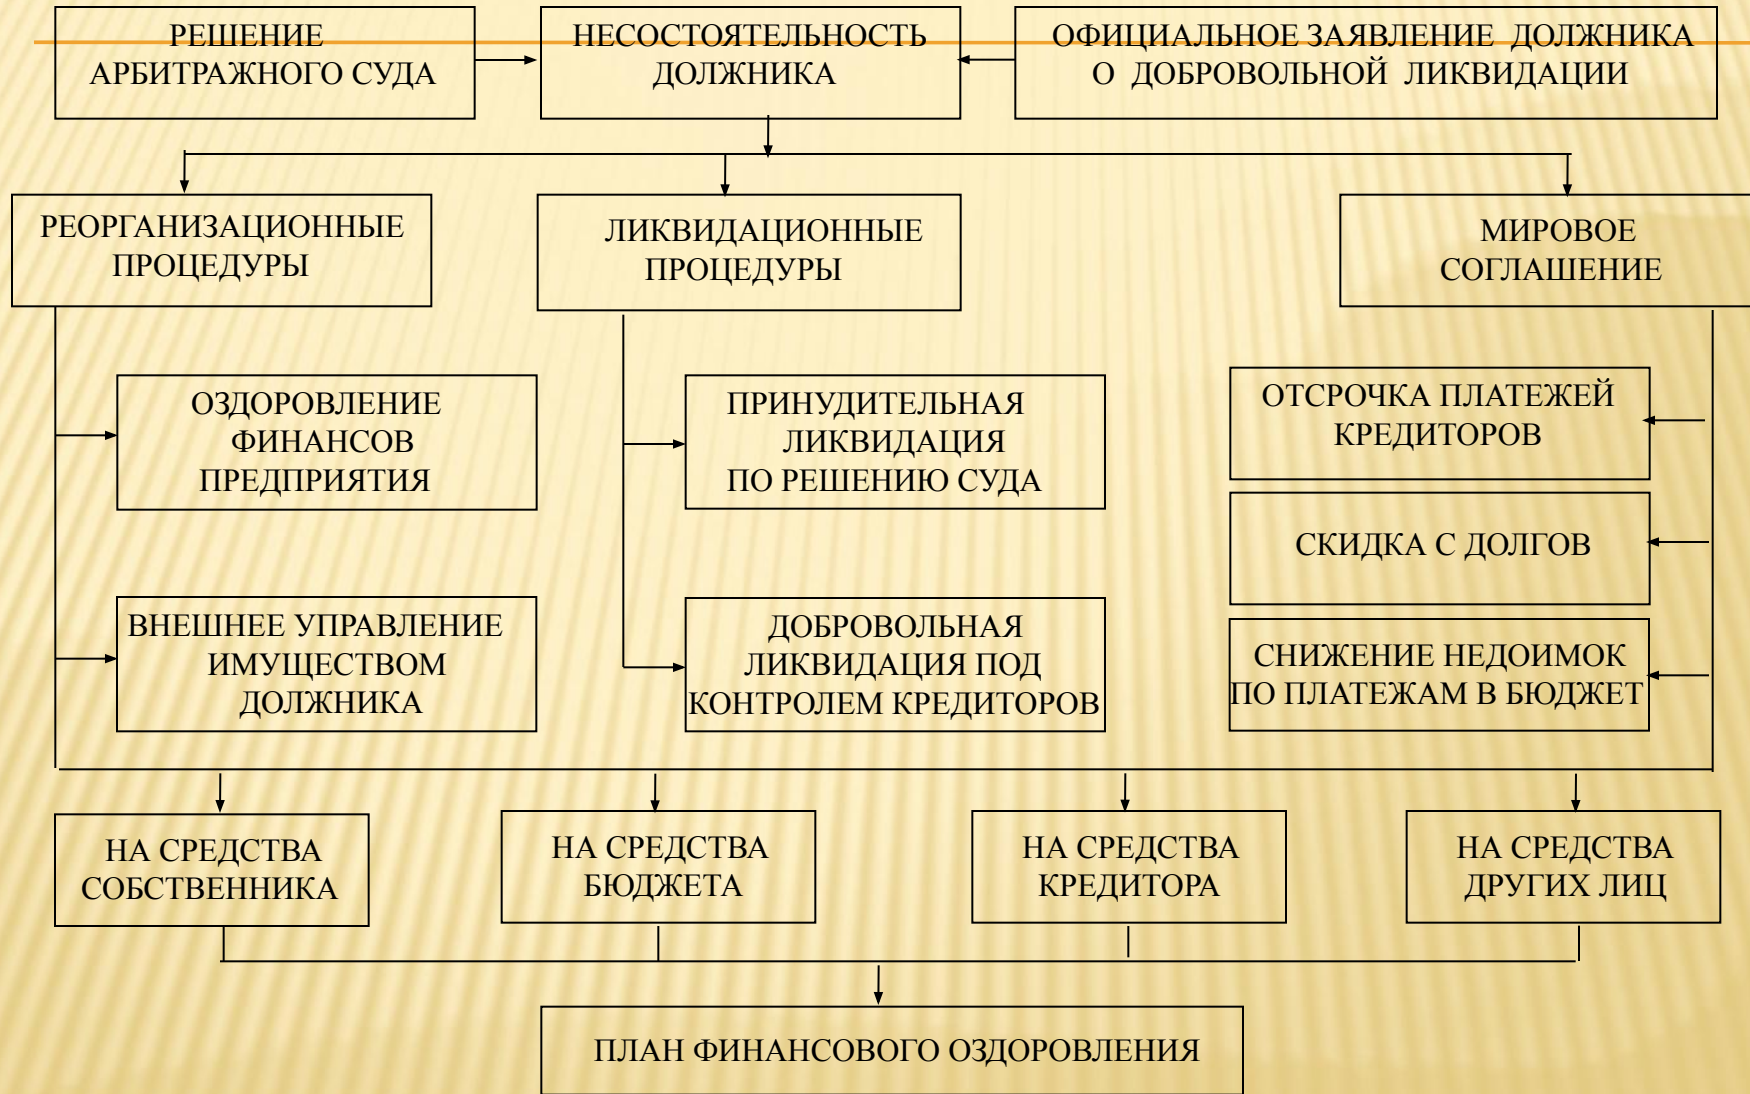 РЕШЕНИЕ
АРБИТРАЖНОГО СУДА
НЕСОСТОЯТЕЛЬНОСТЬ
ДОЛЖНИКА
ОФИЦИАЛЬНОЕ ЗАЯВЛЕНИЕ ДОЛЖНИКА
О ДОБРОВОЛЬНОЙ ЛИКВИДАЦИИ
РЕОРГАНИЗАЦИОННЫЕ
ПРОЦЕДУРЫ
ЛИКВИДАЦИОННЫЕ
ПРОЦЕДУРЫ
МИРОВОЕ
СОГЛАШЕНИЕ
ОЗДОРОВЛЕНИЕ
ФИНАНСОВ
ПРЕДПРИЯТИЯ
ПРИНУДИТЕЛЬНАЯ
ЛИКВИДАЦИЯ
ПО РЕШЕНИЮ СУДА
ОТСРОЧКА ПЛАТЕЖЕЙ
КРЕДИТОРОВ
СКИДКА С ДОЛГОВ
ВНЕШНЕЕ УПРАВЛЕНИЕ
ИМУЩЕСТВОМ
ДОЛЖНИКА
ДОБРОВОЛЬНАЯ
ЛИКВИДАЦИЯ ПОД
КОНТРОЛЕМ КРЕДИТОРОВ
СНИЖЕНИЕ НЕДОИМОК
ПО ПЛАТЕЖАМ В БЮДЖЕТ
НА СРЕДСТВА
СОБСТВЕННИКА
НА СРЕДСТВА
БЮДЖЕТА
НА СРЕДСТВА
КРЕДИТОРА
НА СРЕДСТВА
ДРУГИХ ЛИЦ
ПЛАН ФИНАНСОВОГО ОЗДОРОВЛЕНИЯ